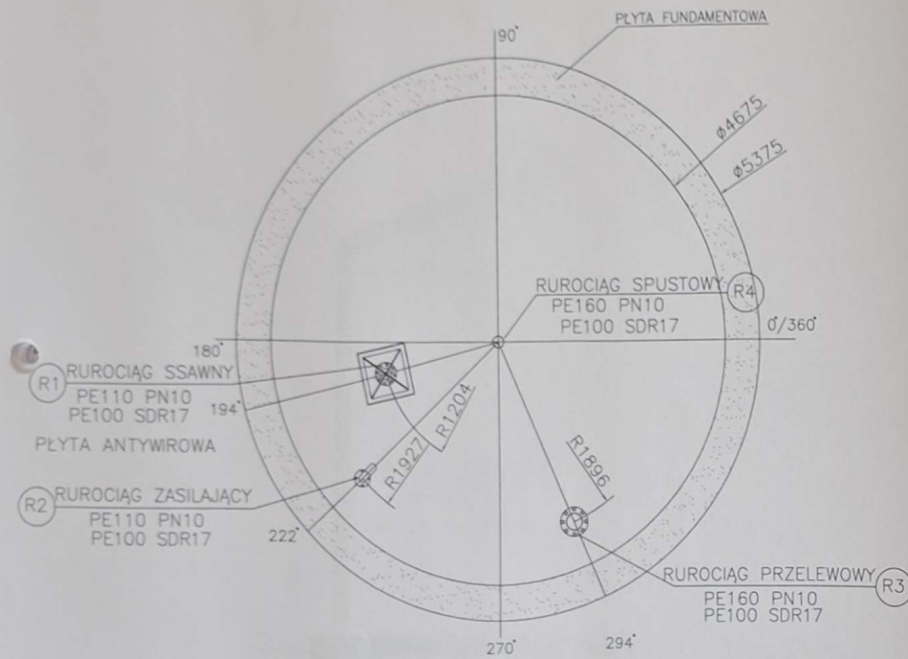 PŁYTA FUNDAMENTOWA
90°
ø4675
ø5375
RUROCIĄG SPUSTOWY R4
PE160 PN10
PE100 SDR17
0°/360°
180°
R1 RUROCIĄG SSAWNY
PE110 PN10
PE100 SDR17
194°
PŁYTA ANTYWIROWA
R1204
R1927
R1896
R2 RUROCIĄG ZASILAJĄCY
PE110 PN10
PE100 SDR17
222°
RUROCIĄG PRZELEWOWY R3
PE160 PN10
PE100 SDR17
270°
294°